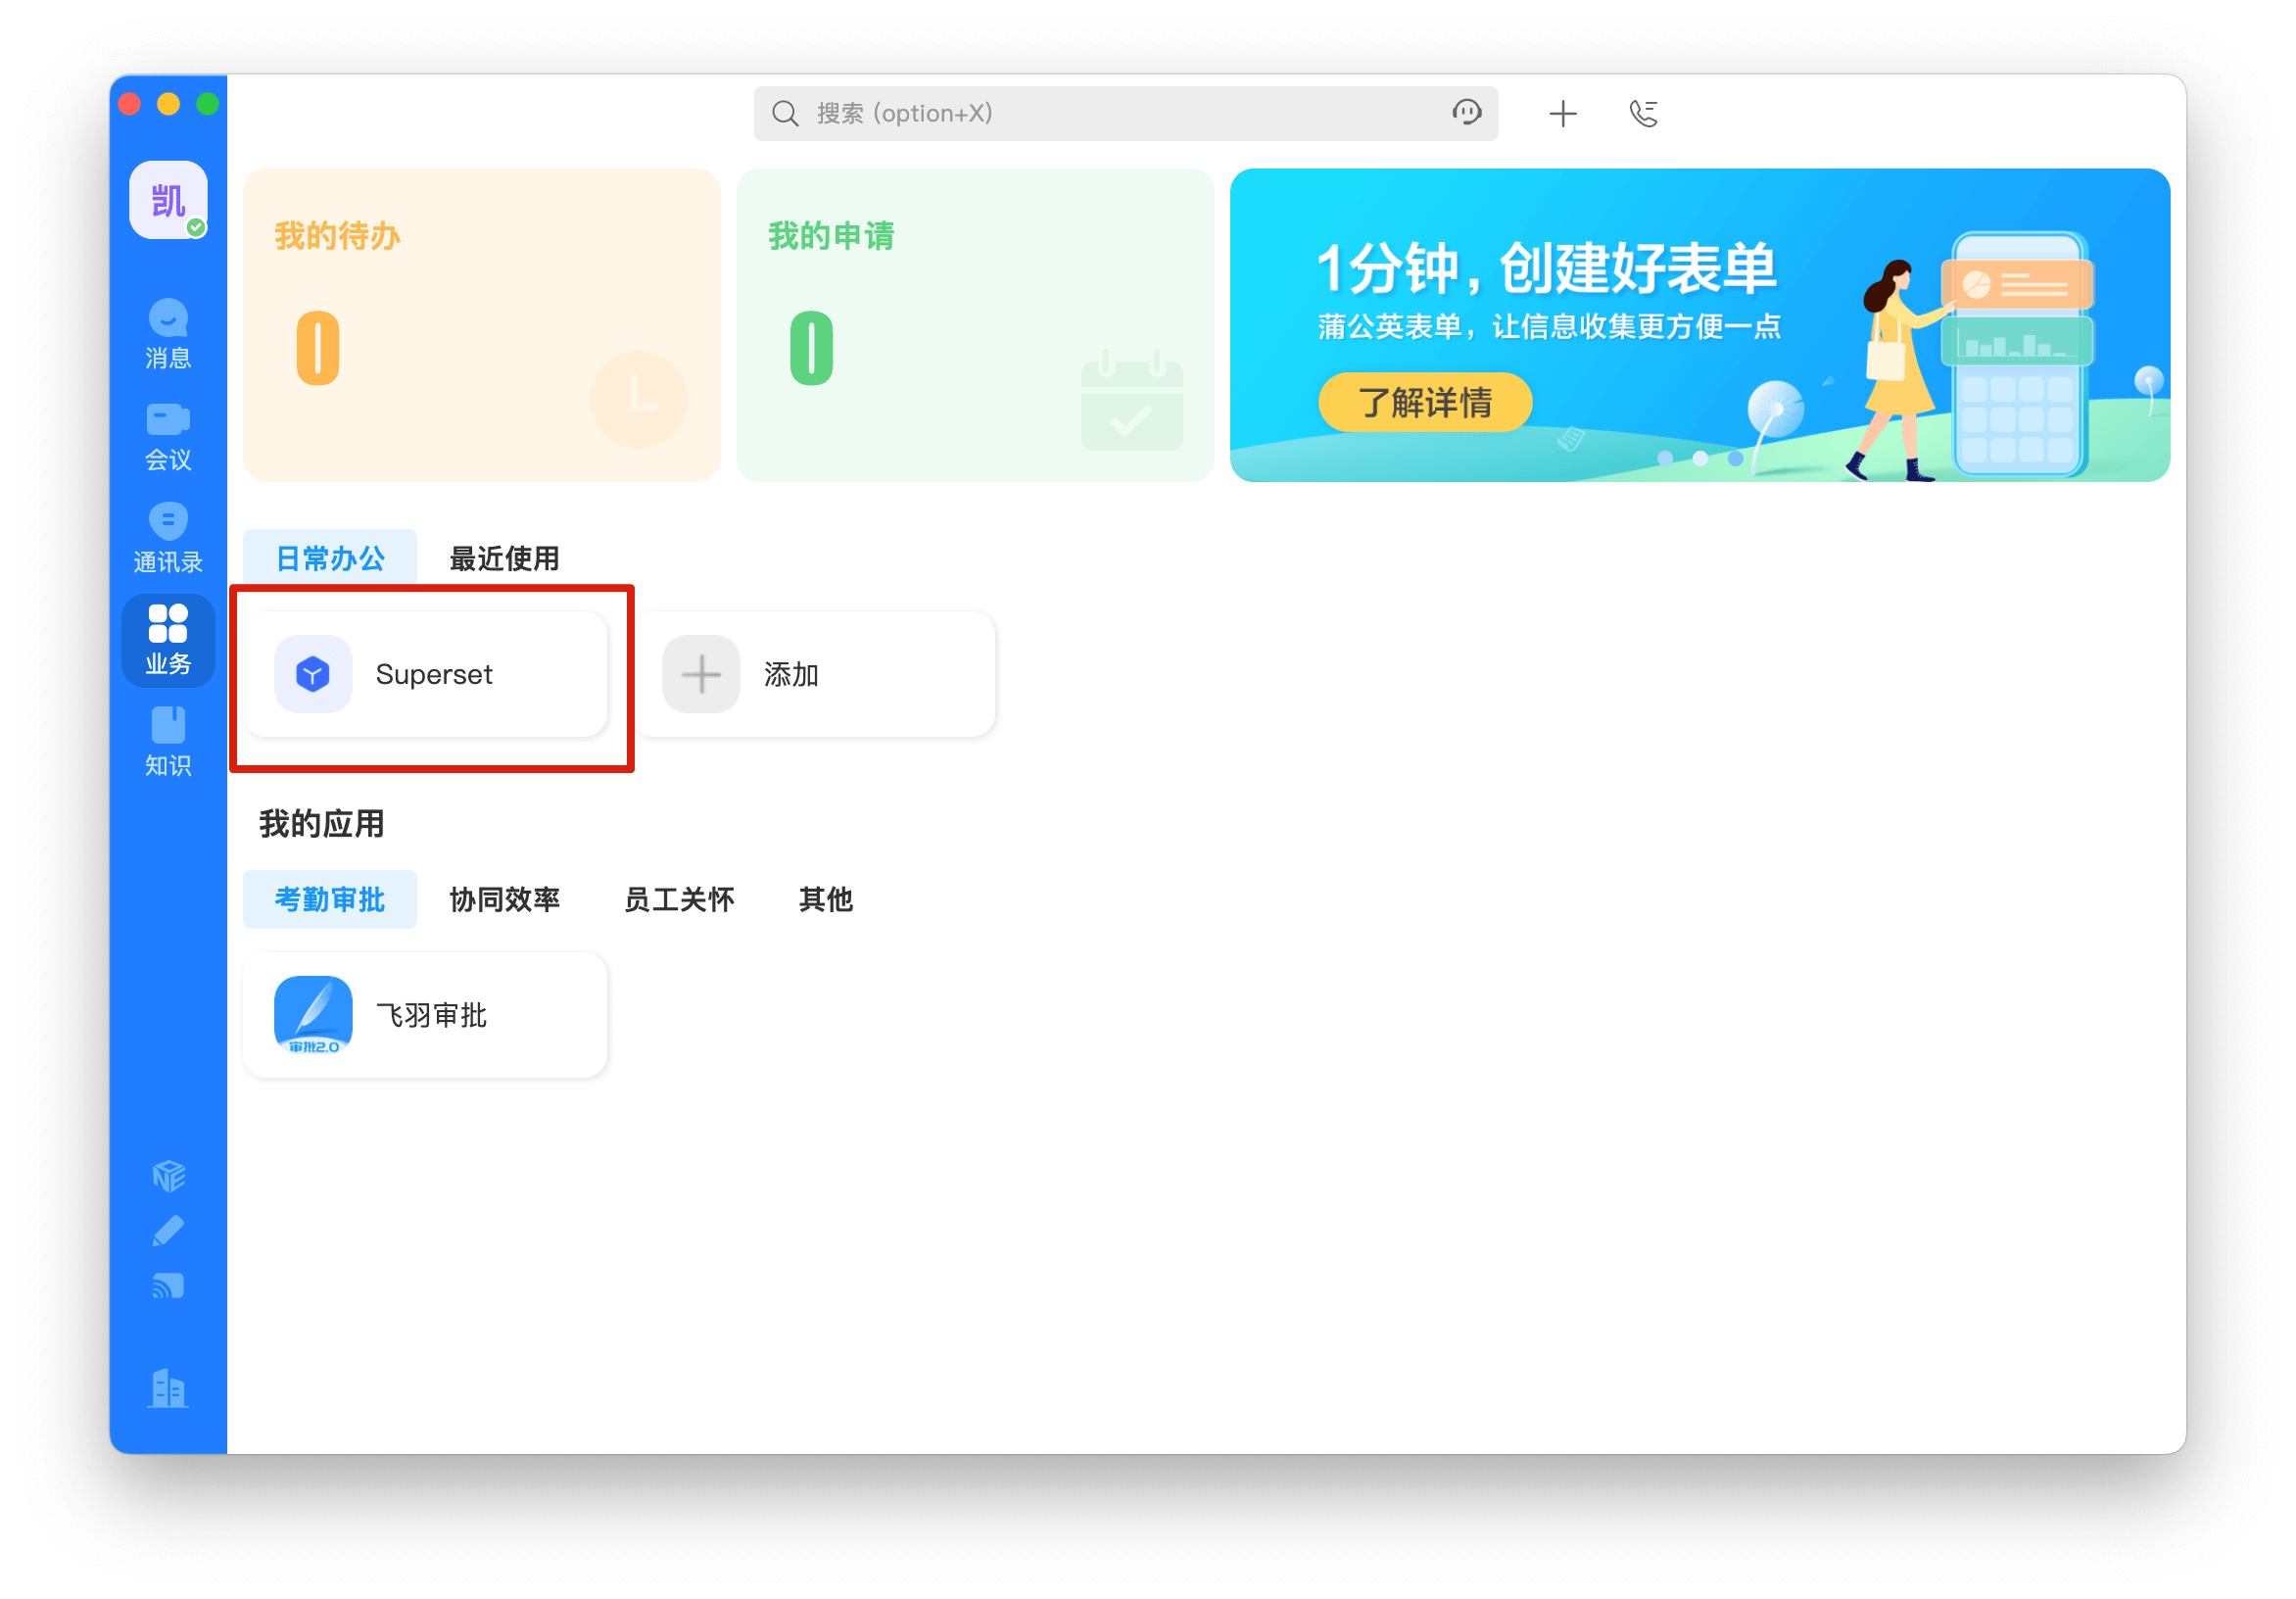 搜索 (option+X)
凯
消息
会议
通讯录
业务
知识
我的待办
0
我的申请
0
1分钟，创建好表单
蒲公英表单，让信息收集更方便一点
了解详情
日常办公
最近使用
Superset
添加
我的应用
考勤审批
协同效率
员工关怀
其他
审批2.0
飞羽审批
NE